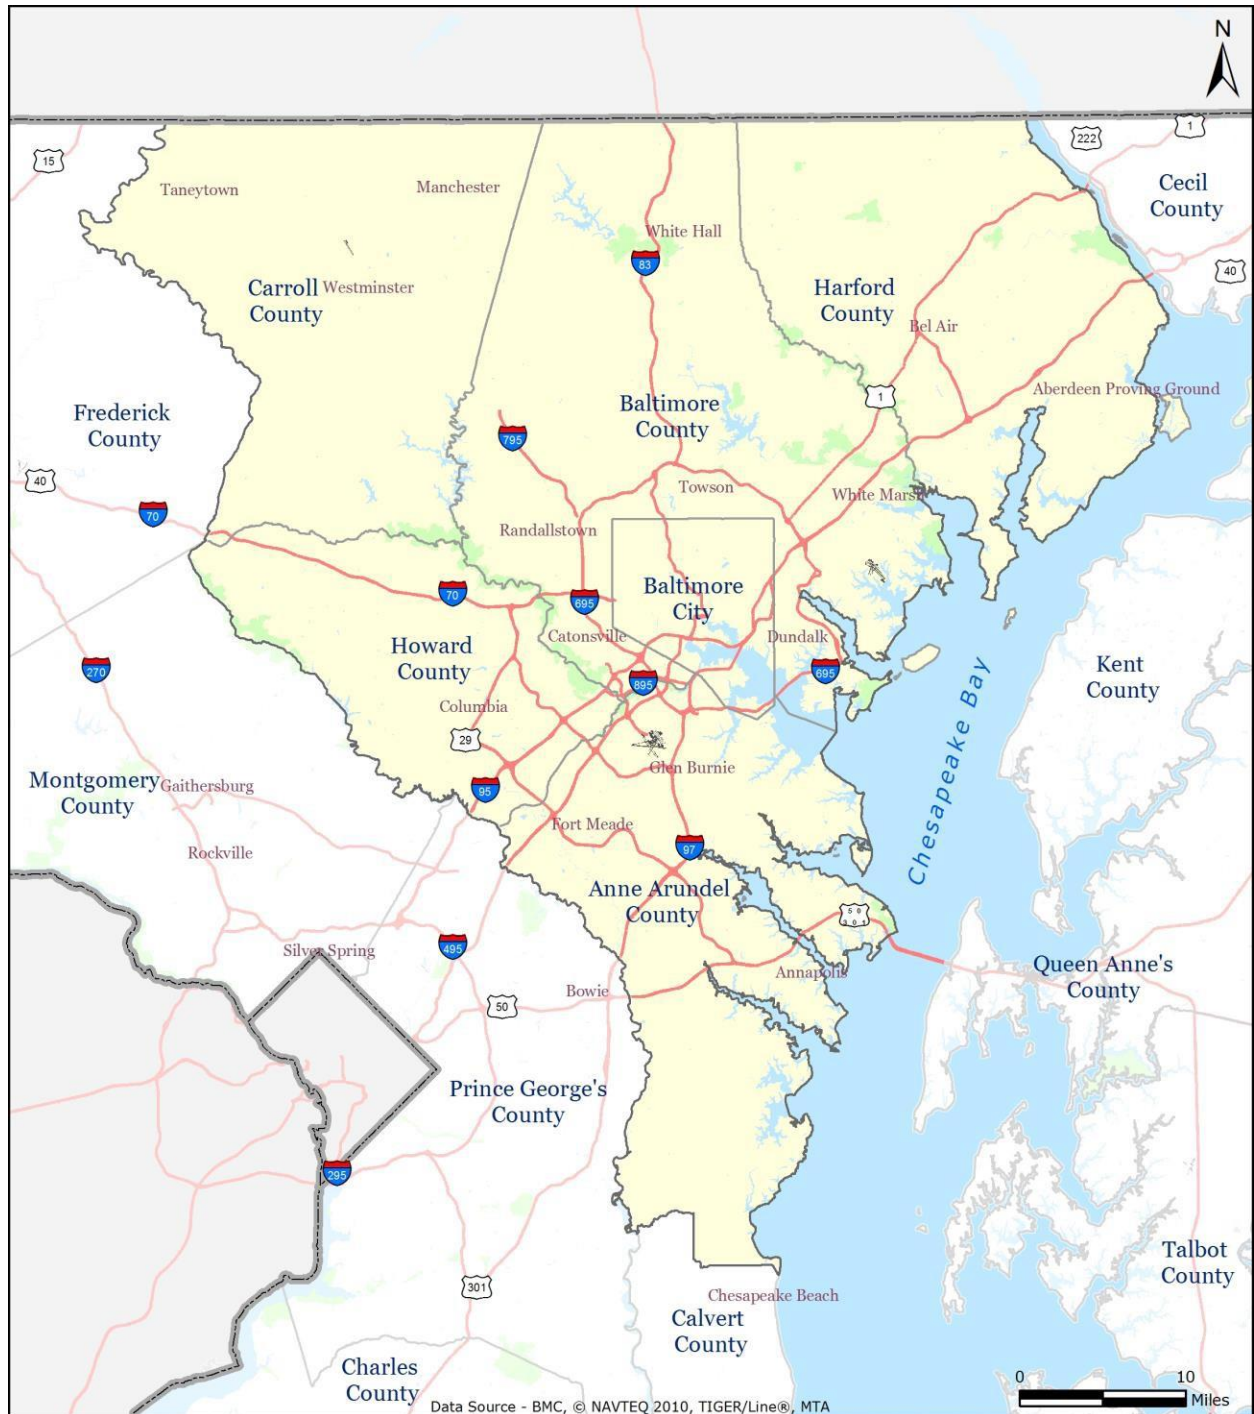 N
222
1
15
Cecil
County
Taneytown
Manchester
White Hall
83
40
Carroll
County
Westminster
Harford
County
Bel Air
Aberdeen Proving Ground
1
Frederick
County
Baltimore
County
795
40
70
Towson
White Marsh
Randallstown
70
695
Baltimore
City
Catonsville
Dundalk
Howard
County
270
895
695
Kent
County
Columbia
29
Chesapeake Bay
Glen Burnie
Montgomery
County
Gaithersburg
95
Fort Meade
Rockville
97
Anne Arundel
County
50
301
Silver Spring
495
Annapolis
Queen Anne's
County
Bowie
50
Prince George's
County
295
Talbot
County
301
Chesapeake Beach
Calvert
County
Charles
County
0 10
Miles
Data Source - BMC, © NAVTEQ 2010, TIGER/Line®, MTA